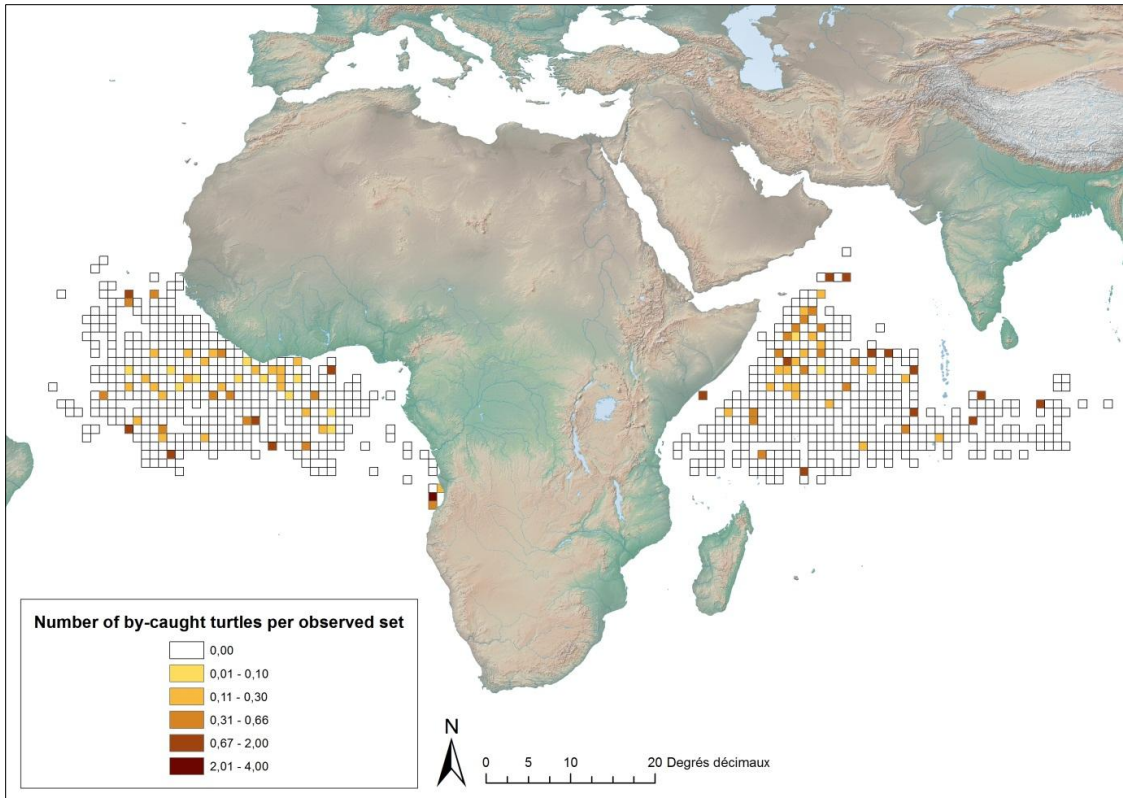 Number of by-caught turtles per observed set
0,00
0,01 - 0,10
0,11 - 0,30
0,31 - 0,66
0,67 - 2,00
2,01 - 4,00
N
0 5 10 20 Degrés décimaux